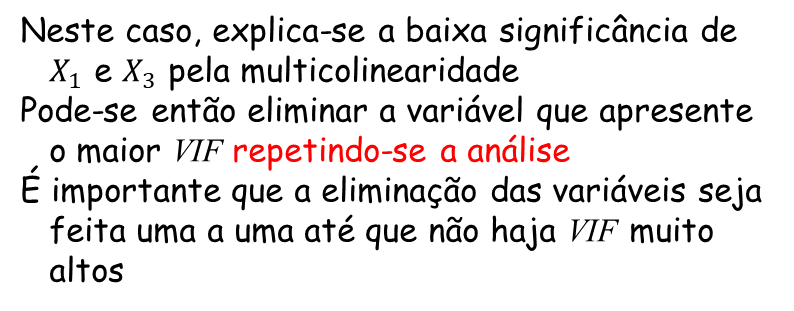 Neste caso, explica-se a baixa significância de
X₁ e X₃ pela multicolinearidade
Pode-se então eliminar a variável que apresente
o maior VIF repetindo-se a análise
É importante que a eliminação das variáveis seja
feita uma a uma até que não haja VIF muito
altos